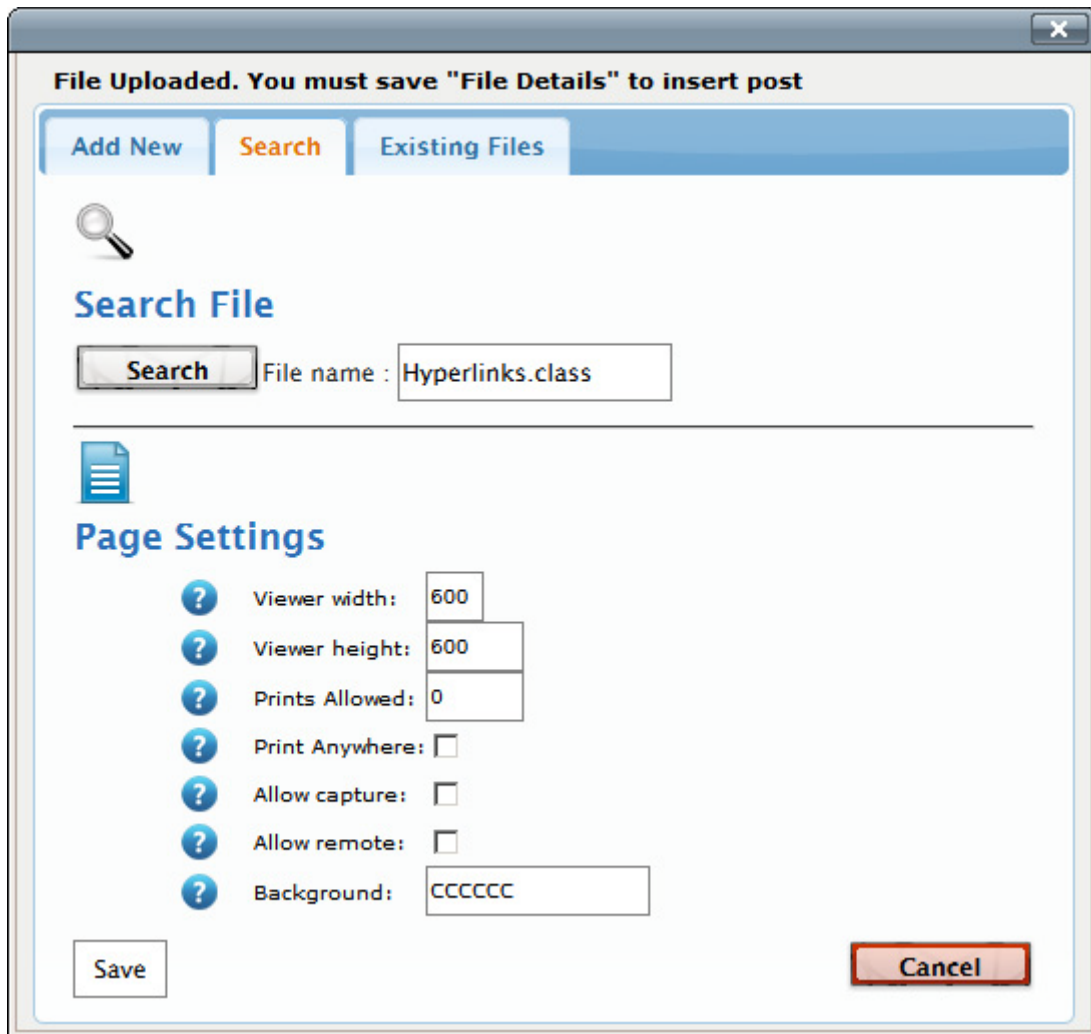 File Uploaded. You must save "File Details" to insert post
Add New Search Existing Files
Search File
Search File name : Hyperlinks.class
Page Settings
? Viewer width: 600
? Viewer height: 600
? Prints Allowed: 0
? Print Anywhere:
? Allow capture:
? Allow remote:
? Background: CCCCCC
Save Cancel